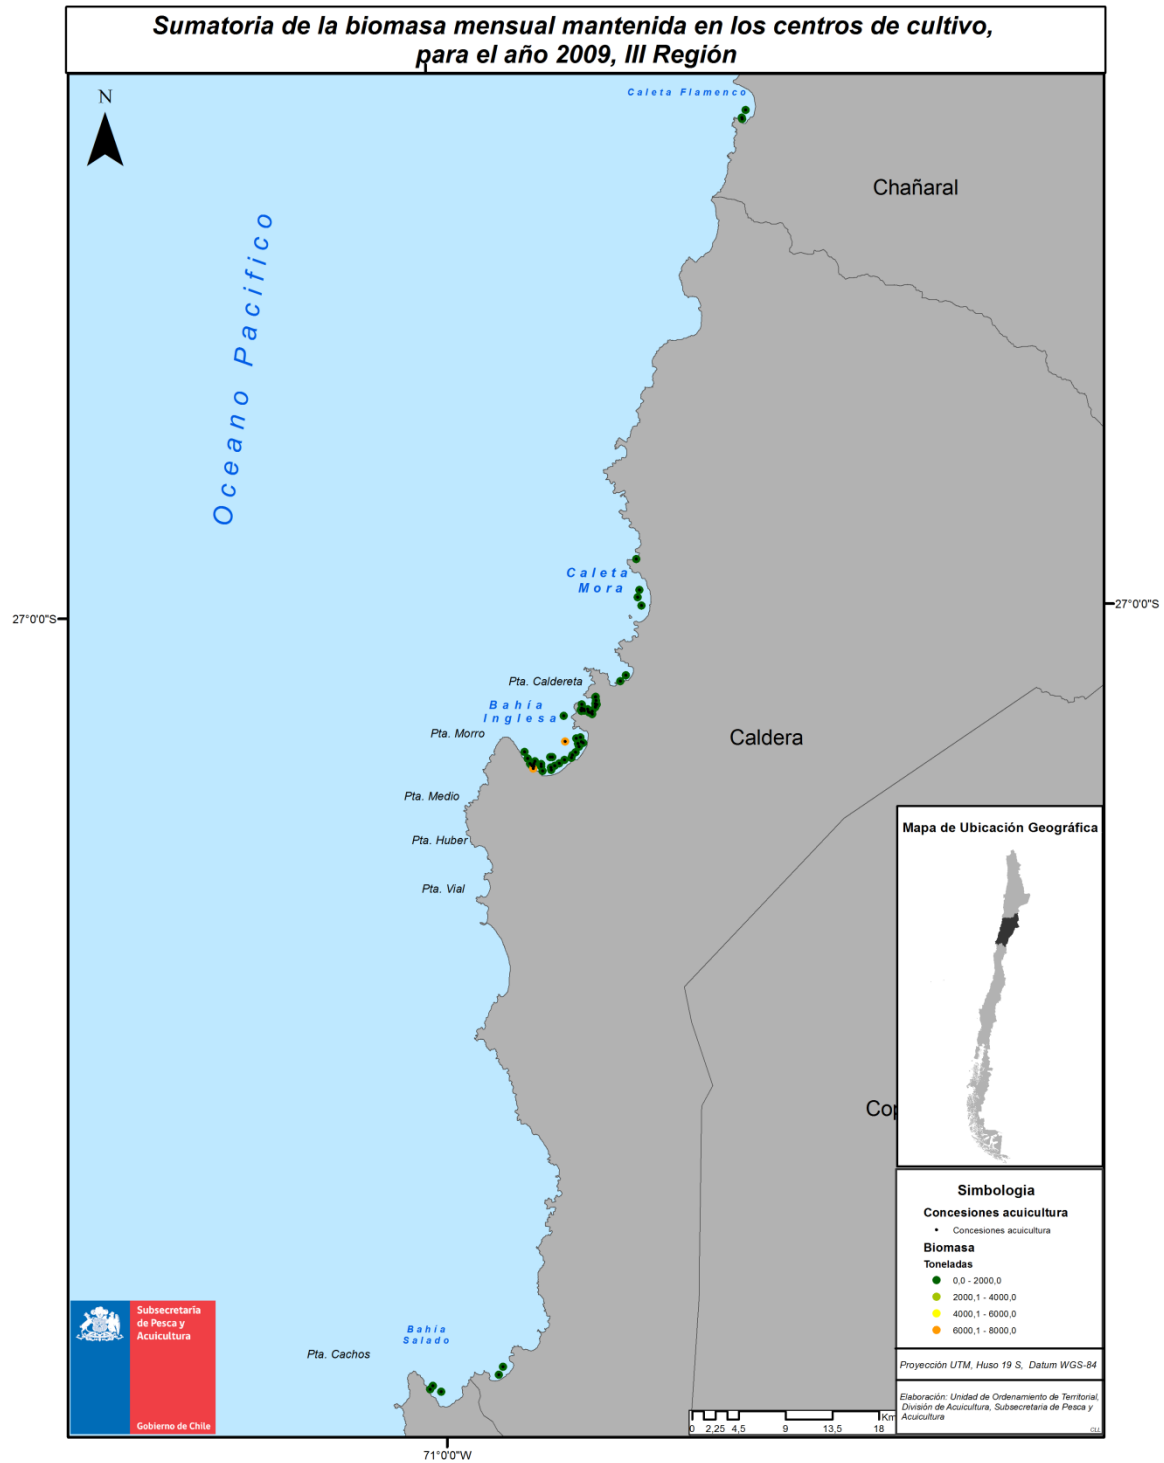 Sumatoria de la biomasa mensual mantenida en los centros de cultivo,
para el año 2009, III Región
N
Caleta Flamenco
Chañaral
Oceano Pacifico
Caleta
Mora
27°0'0"S
27°0'0"S
Pta. Caldereta
Bahía
Inglesa
Pta. Morro
Caldera
Pta. Medio
Pta. Huber
Pta. Vial
Mapa de Ubicación Geográfica
Cop
Simbologia
Concesiones acuicultura
Concesiones acuicultura
Biomasa
Toneladas
0,0 - 2000,0
2000,1 - 4000,0
4000,1 - 6000,0
6000,1 - 8000,0
Subsecretaría
de Pesca y
Acuicultura
Gobierno de Chile
Bahía
Salado
Pta. Cachos
Proyección UTM, Huso 19 S, Datum WGS-84
Elaboración: Unidad de Ordenamiento de Territorial,
División de Acuicultura, Subsecretaria de Pesca y
Acuicultura
CLL
Km
0 2,25 4,5 9 13,5 18
71°0'0"W